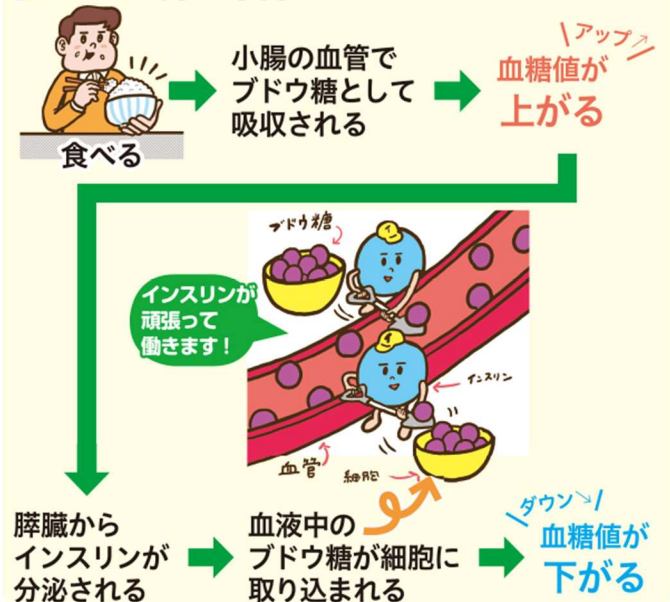 食べる
小腸の血管で
ブドウ糖として
吸収される
アップ↗
血糖値が
上がる
ブドウ糖
インスリンが
頑張って
働きます！
イ
イ
インスリン
血管
細胞
膵臓から
インスリンが
分泌される
血液中の
ブドウ糖が細胞に
取り込まれる
ダウン↘
血糖値が
下がる